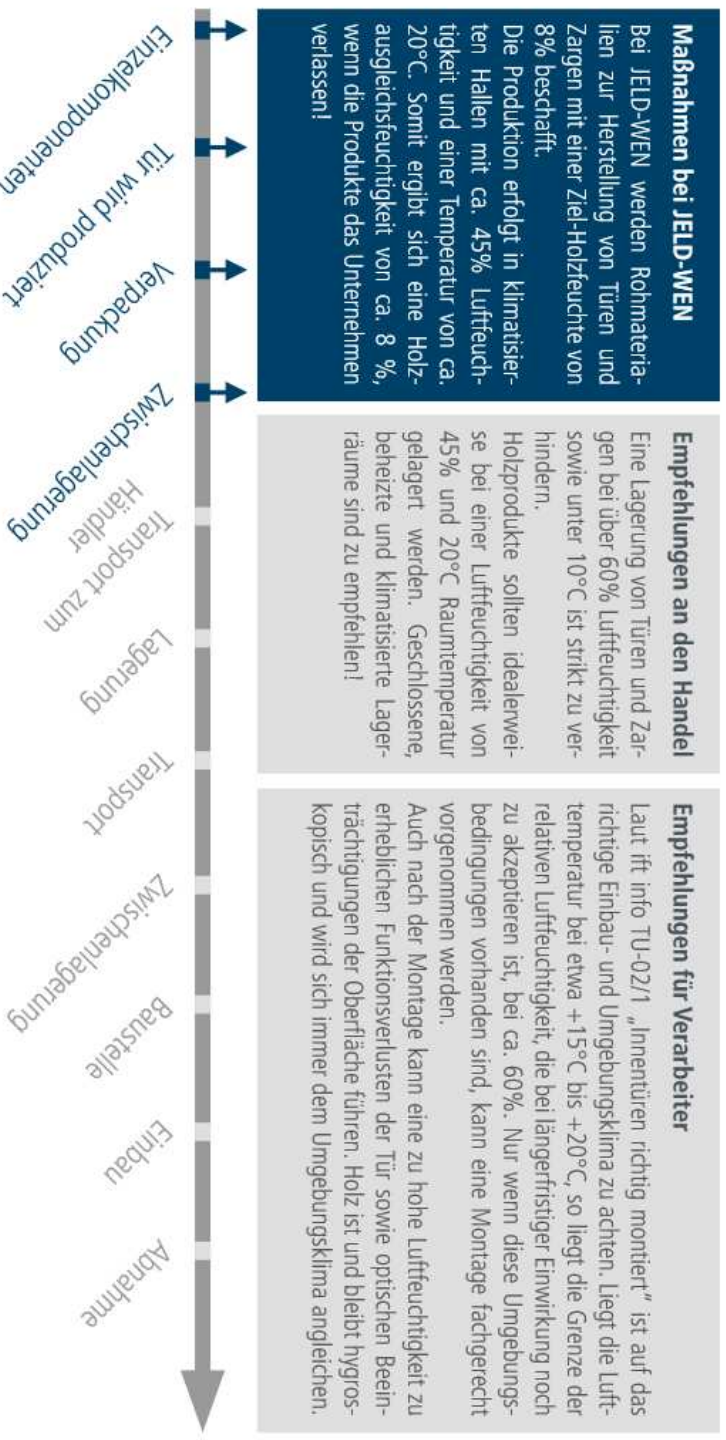 Maßnahmen bei JELD-WEN
Bei JELD-WEN werden Rohmateria-
lien zur Herstellung von Türen und
Zargen mit einer Ziel-Holzfeuchte von
8% beschafft.
Die Produktion erfolgt in klimatisier-
ten Hallen mit ca. 45% Luftfeuch-
tigkeit und einer Temperatur von ca.
20°C. Somit ergibt sich eine Holz-
ausgleichsfeuchtigkeit von ca. 8 %,
wenn die Produkte das Unternehmen
verlassen!
Empfehlungen an den Handel
Eine Lagerung von Türen und Zar-
gen bei über 60% Luftfeuchtigkeit
sowie unter 10°C ist strikt zu ver-
hindern.
Holzprodukte sollten idealerwei-
se bei einer Luftfeuchtigkeit von
45% und 20°C Raumtemperatur
gelagert werden. Geschlossene,
beheizte und klimatisierte Lager-
räume sind zu empfehlen!
Empfehlungen für Verarbeiter
Laut ift info TU-02/1 „Innentüren richtig montiert“ ist auf das
richtige Einbau- und Umgebungsklima zu achten. Liegt die Luft-
temperatur bei etwa +15°C bis +20°C, so liegt die Grenze der
relativen Luftfeuchtigkeit, die bei längerfristiger Einwirkung noch
zu akzeptieren ist, bei ca. 60%. Nur wenn diese Umgebungs-
bedingungen vorhanden sind, kann eine Montage fachgerecht
vorgenommen werden.
Auch nach der Montage kann eine zu hohe Luftfeuchtigkeit zu
erheblichen Funktionsverlusten der Tür sowie optischen Beein-
trächtigungen der Oberfläche führen. Holz ist und bleibt hygros-
kopisch und wird sich immer dem Umgebungsklima angleichen.
Einzelkomponenten
Tür wird produziert
Verpackung
Zwischenlagerung
Transport zum
Händler
Lagerung
Transport
Zwischenlagerung
Baustelle
Einbau
Abnahme